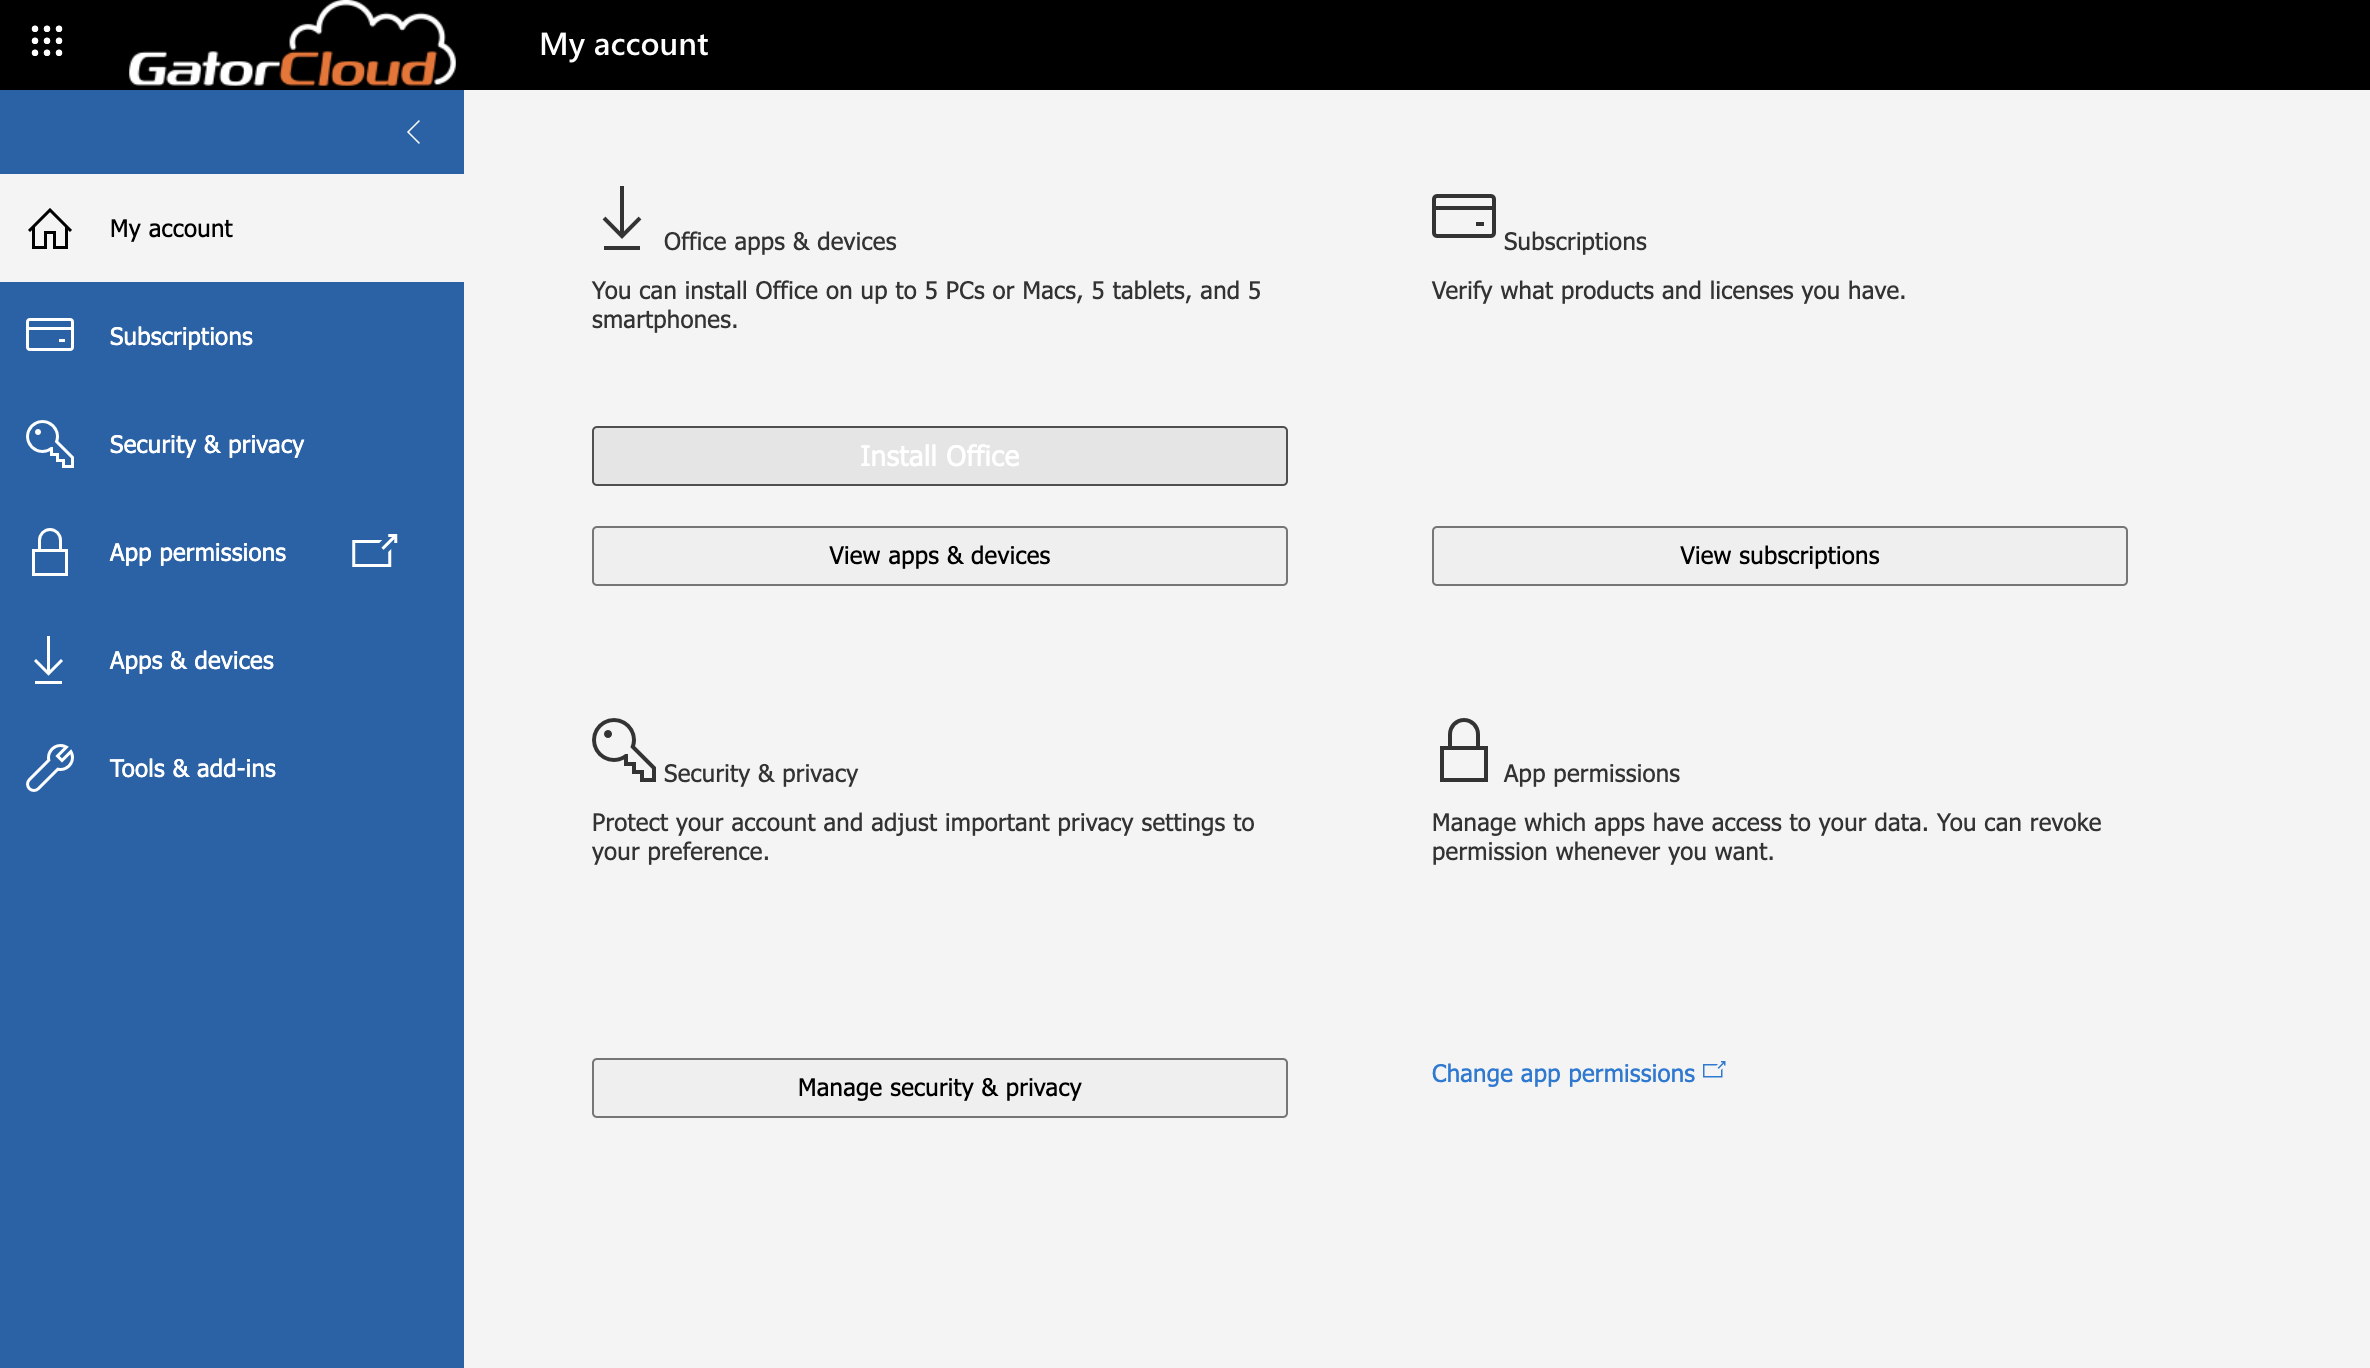 GatorCloud
My account
My account
Subscriptions
Security & privacy
App permissions
Apps & devices
Tools & add-ins
Office apps & devices
You can install Office on up to 5 PCs or Macs, 5 tablets, and 5
smartphones.
Install Office
View apps & devices
Subscriptions
Verify what products and licenses you have.
View subscriptions
Security & privacy
Protect your account and adjust important privacy settings to
your preference.
Manage security & privacy
App permissions
Manage which apps have access to your data. You can revoke
permission whenever you want.
Change app permissions